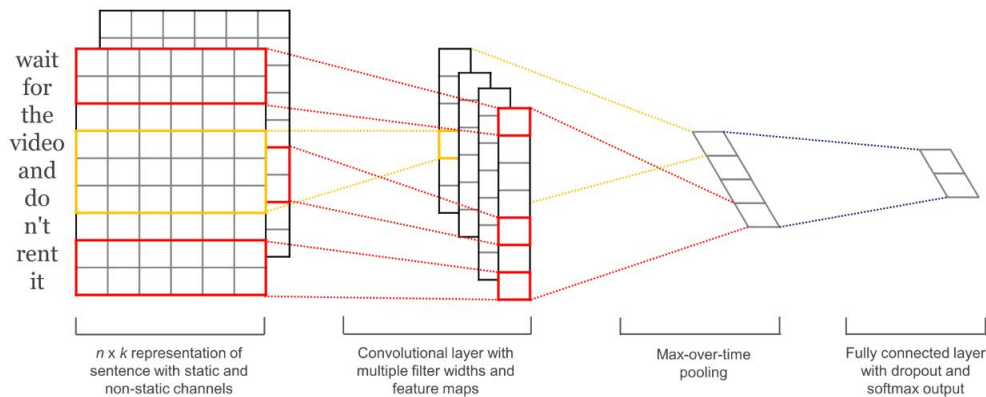 wait
for
the
video
and
do
n't
rent
it
n x k representation of
sentence with static and
non-static channels
Convolutional layer with
multiple filter widths and
feature maps
Max-over-time
pooling
Fully connected layer
with dropout and
softmax output